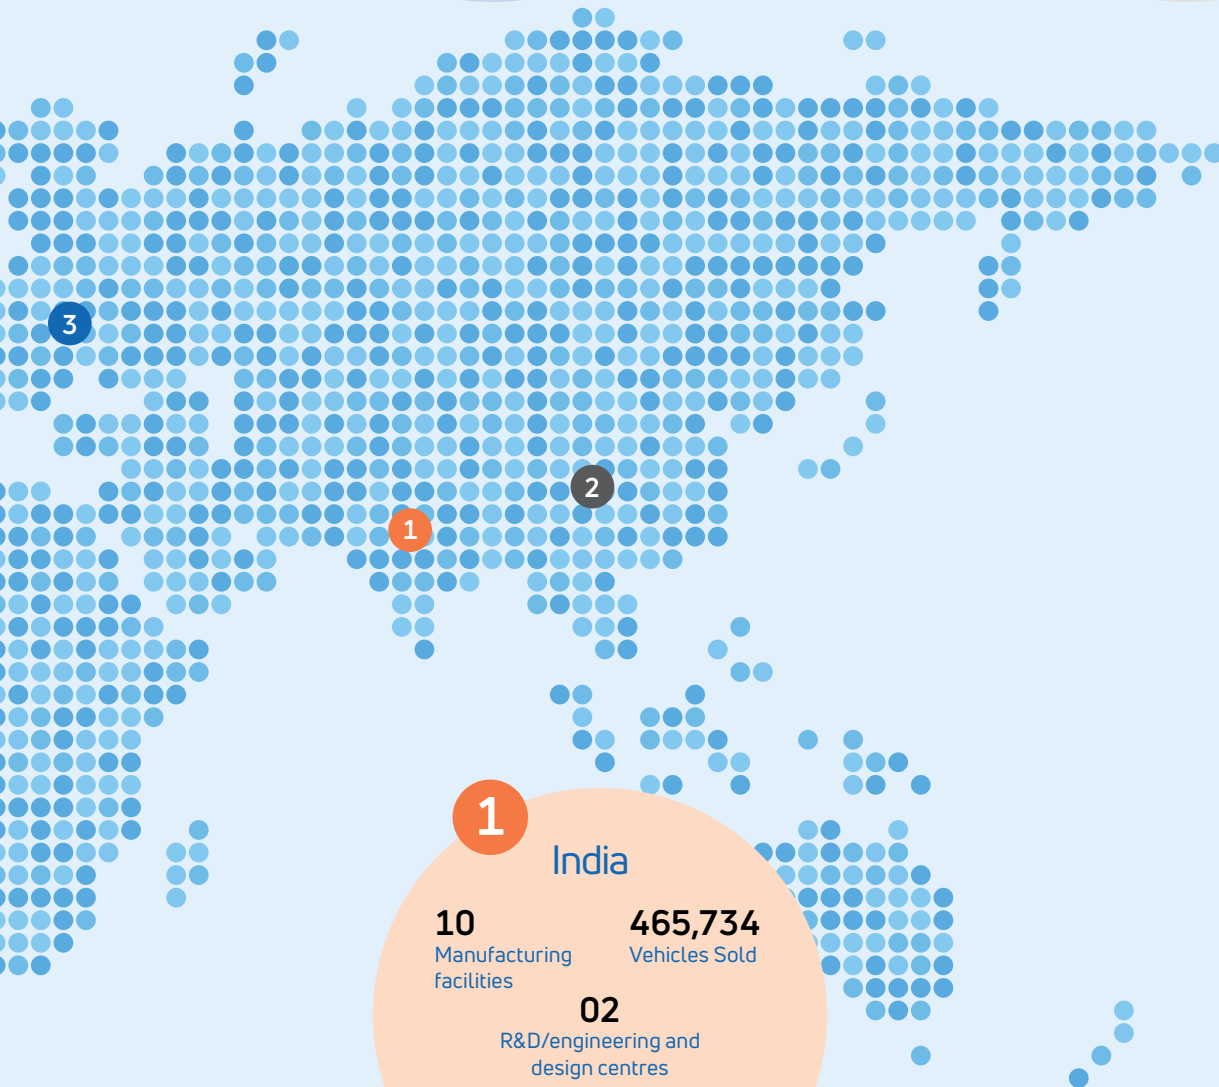 3
2
1
1
India
10 465,734
Manufacturing Vehicles Sold
facilities
02
R&D/engineering and
design centres